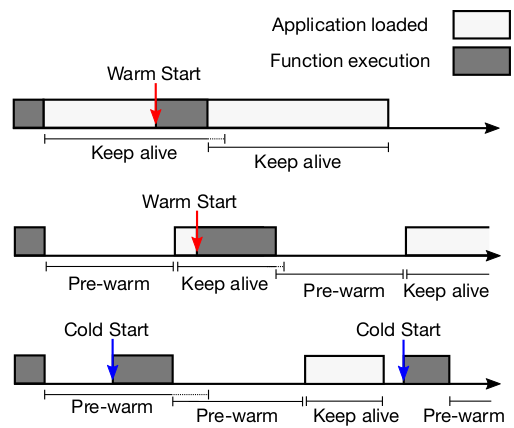 Application loaded
Function execution
Warm Start
Keep alive
Keep alive
Warm Start
Pre-warm
Keep alive
Pre-warm
Keep alive
Cold Start
Cold Start
Pre-warm
Pre-warm
Keep alive
Pre-warm